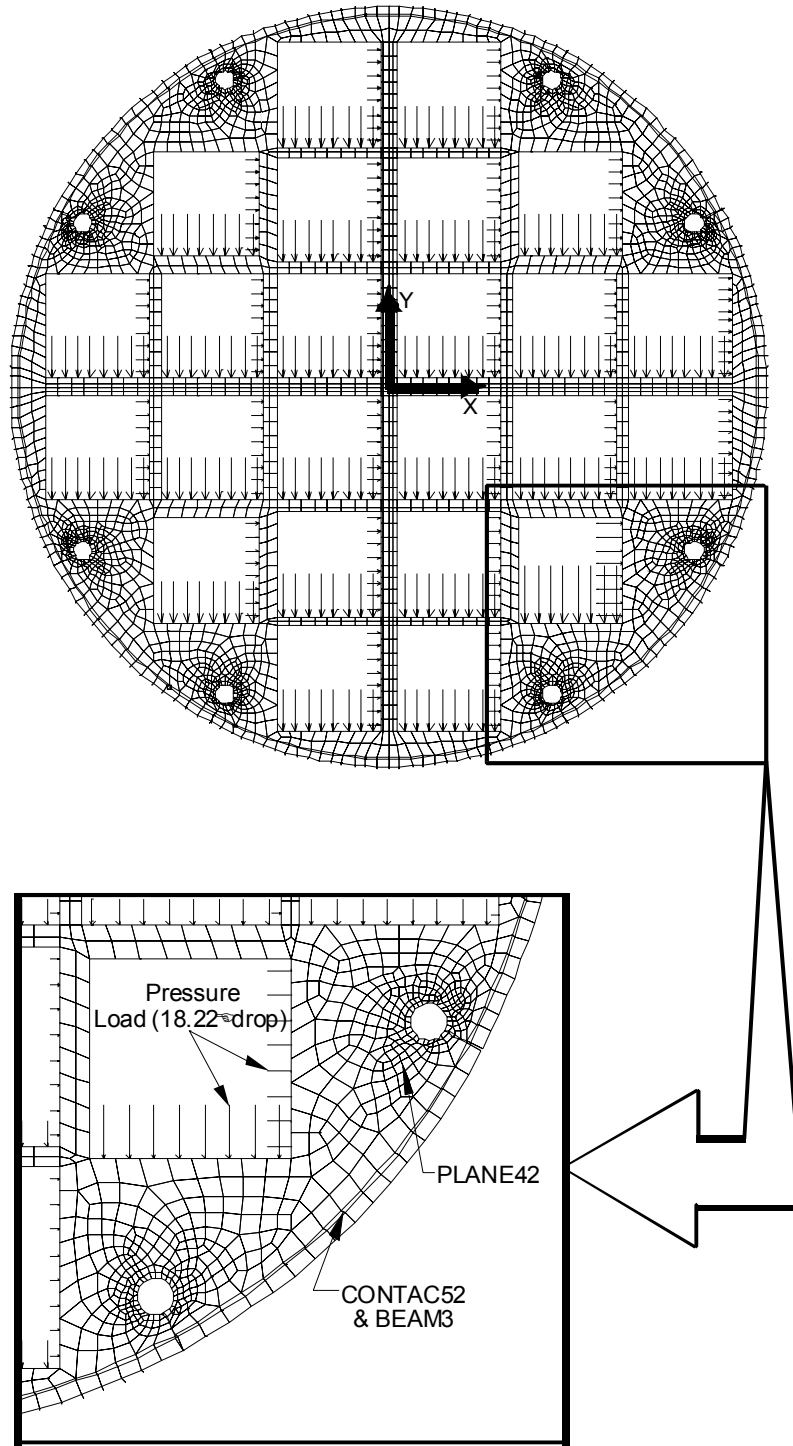 Y
X
Pressure
Load (18.22° drop)
PLANE42
CONTAC52
& BEAM3